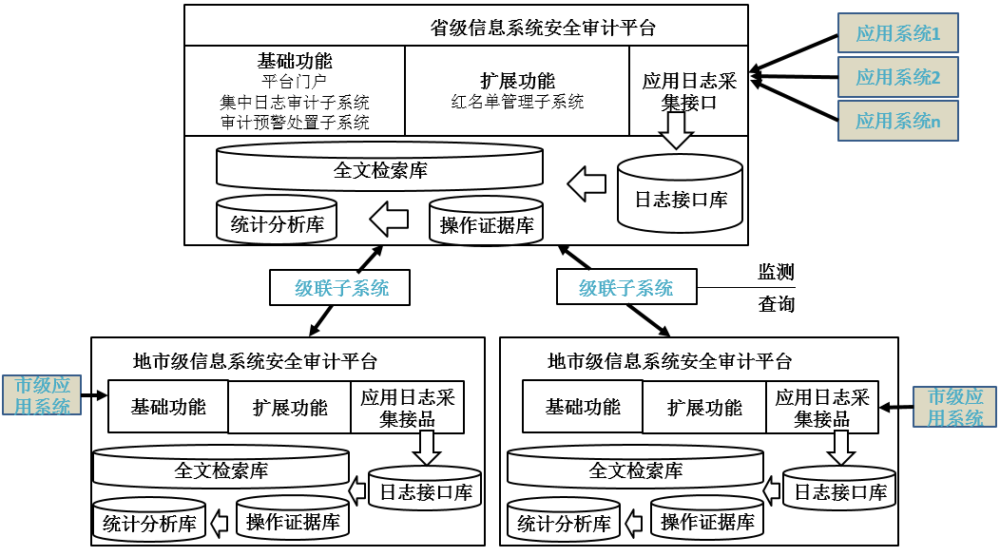 省级信息系统安全审计平台
基础功能
平台门户
集中日志审计子系统
审计预警处置子系统
扩展功能
红名单管理子系统
应用日志采
集接口
应用系统1
应用系统2
应用系统n
全文检索库
日志接口库
统计分析库
操作证据库
级联子系统
级联子系统
监测
查询
地市级信息系统安全审计平台
市级应
用系统
基础功能
扩展功能
应用日志采
集接品
全文检索库
日志接口库
统计分析库
操作证据库
地市级信息系统安全审计平台
基础功能
扩展功能
应用日志采
集接品
市级应
用系统
全文检索库
日志接口库
统计分析库
操作证据库